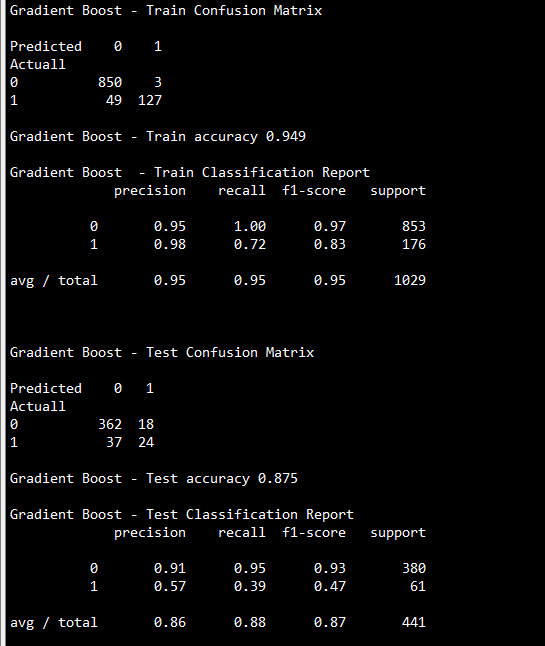 Gradient Boost - Train Confusion Matrix
Predicted    0    1
Actuall
0          850    3
1           49  127
Gradient Boost - Train accuracy 0.949
Gradient Boost  - Train Classification Report
             precision    recall  f1-score   support
          0       0.95      1.00      0.97       853
          1       0.98      0.72      0.83       176
avg / total       0.95      0.95      0.95      1029
Gradient Boost - Test Confusion Matrix
Predicted    0   1
Actuall
0          362  18
1           37  24
Gradient Boost - Test accuracy 0.875
Gradient Boost - Test Classification Report
             precision    recall  f1-score   support
          0       0.91      0.95      0.93       380
          1       0.57      0.39      0.47        61
avg / total       0.86      0.88      0.87       441